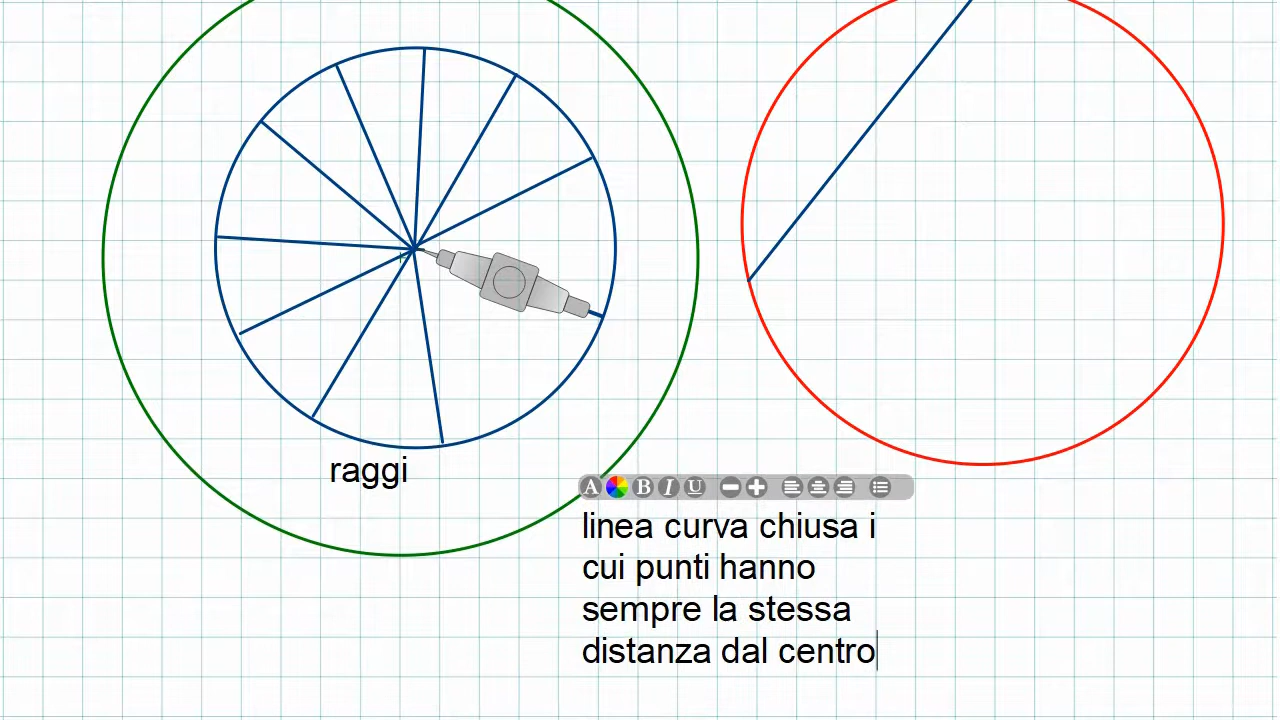 raggi
A B I U
linea curva chiusa i
cui punti hanno
sempre la stessa
distanza dal centro